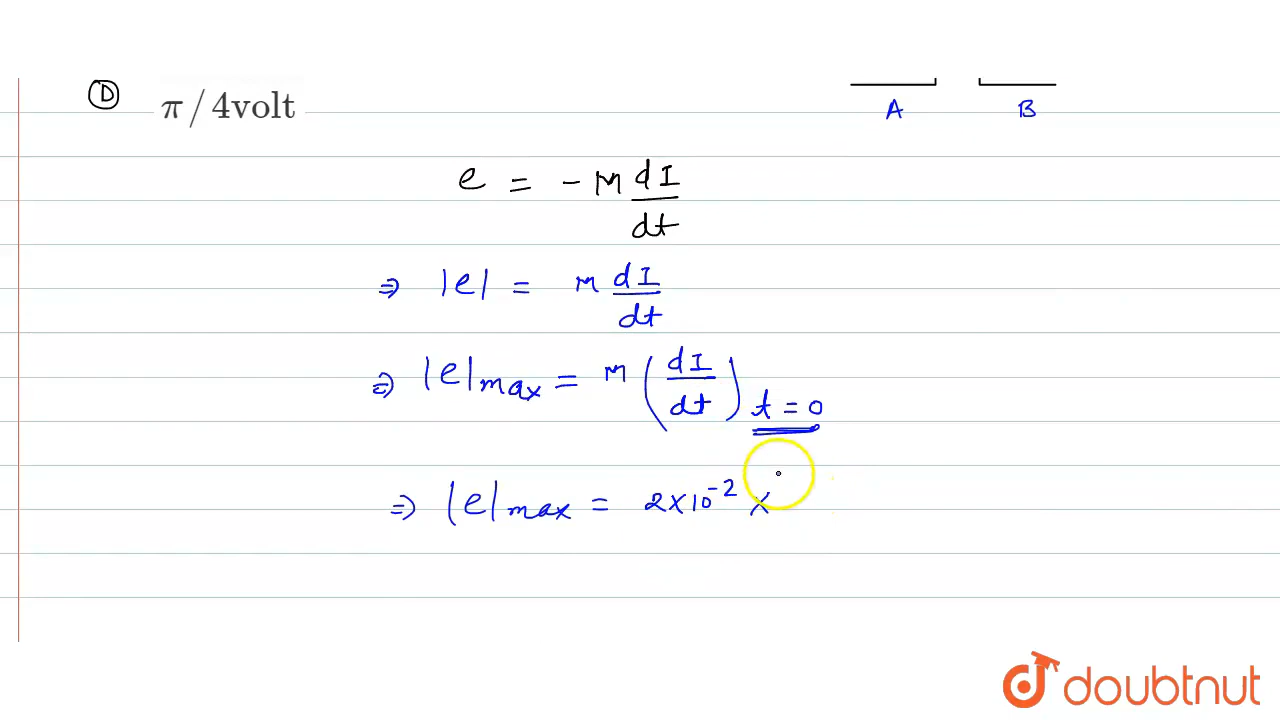 Ⓓ π/4volt
A B
e = -M dI/dt
⇒ |e| = M dI/dt
⇒ |e|max = M (dI/dt) t=0
⇒ |e|max = 2×10⁻² ×
doubtnut